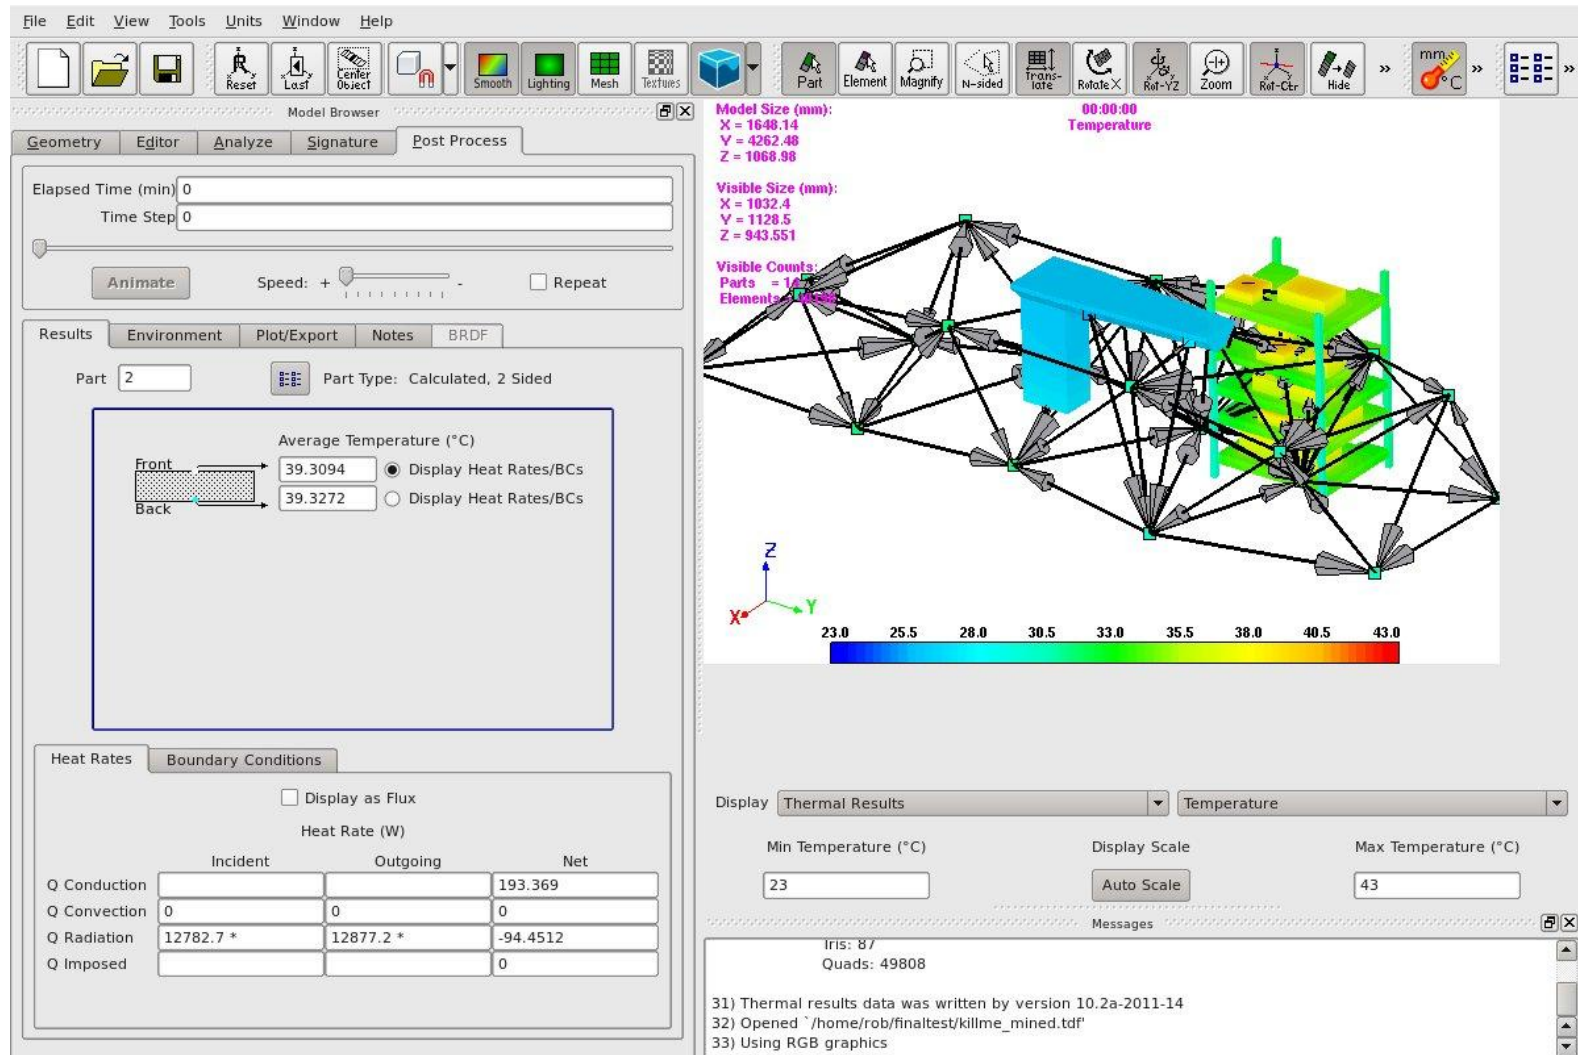 File Edit View Tools Units Window Help
Reset Last Center Object Smooth Lighting Mesh Textures Part Element Magnify N-sided Trans-late RotateX Rot-YZ Zoom Rot-Ctr Hide » mm °C » »
Model Browser
Geometry Editor Analyze Signature Post Process
Elapsed Time (min) 0
Time Step 0
Animate Speed: + - Repeat
Results Environment Plot/Export Notes BRDF
Part 2 Part Type: Calculated, 2 Sided
Average Temperature (°C)
Front 39.3094 Display Heat Rates/BCs
Back 39.3272 Display Heat Rates/BCs
Heat Rates Boundary Conditions
Display as Flux
Heat Rate (W)
Incident Outgoing Net
Q Conduction 193.369
Q Convection 0 0 0
Q Radiation 12782.7 * 12877.2 * -94.4512
Q Imposed 0
Model Size (mm):
X = 1648.14
Y = 4262.48
Z = 1068.98
00:00:00
Temperature
Visible Size (mm):
X = 1032.4
Y = 1128.5
Z = 943.551
Visible Counts:
Parts =
Elements
Z
X Y
23.0 25.5 28.0 30.5 33.0 35.5 38.0 40.5 43.0
Display Thermal Results Temperature
Min Temperature (°C) Display Scale Max Temperature (°C)
23 Auto Scale 43
Messages
Tris: 87
Quads: 49808
31) Thermal results data was written by version 10.2a-2011-14
32) Opened `/home/rob/finaltest/killme_mined.tdf'
33) Using RGB graphics